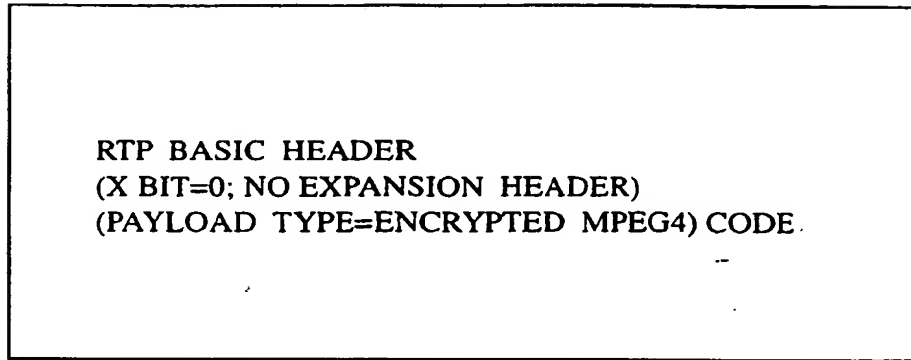 RTP BASIC HEADER
(X BIT=0; NO EXPANSION HEADER)
(PAYLOAD TYPE=ENCRYPTED MPEG4) CODE